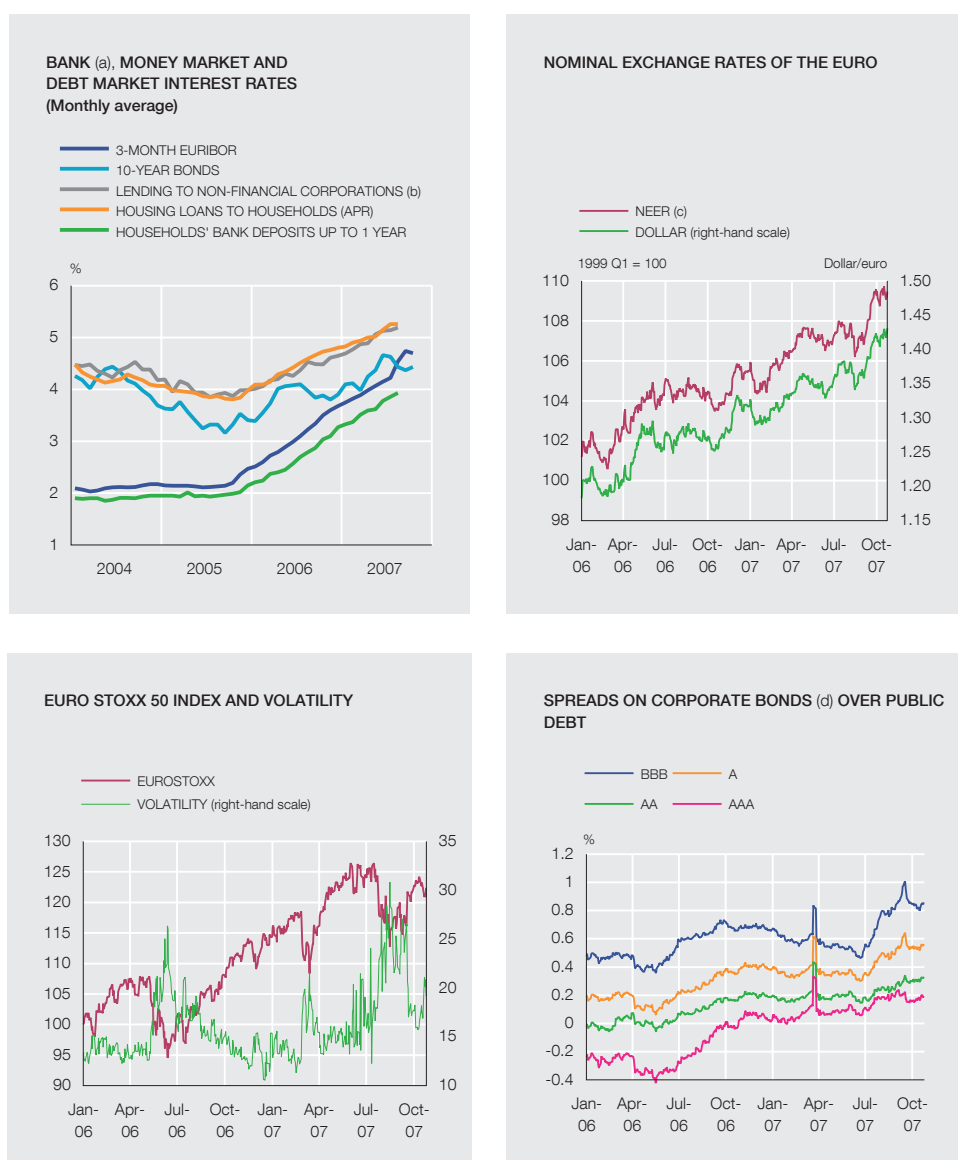 BANK (a), MONEY MARKET AND
DEBT MARKET INTEREST RATES
(Monthly average)
3-MONTH EURIBOR
10-YEAR BONDS
LENDING TO NON-FINANCIAL CORPORATIONS (b)
HOUSING LOANS TO HOUSEHOLDS (APR)
HOUSEHOLDS' BANK DEPOSITS UP TO 1 YEAR
%
6
5
4
3
2
1
2004 2005 2006 2007
NOMINAL EXCHANGE RATES OF THE EURO
NEER (c)
DOLLAR (right-hand scale)
1999 Q1 = 100 Dollar/euro
110 1.50
108 1.45
106 1.40
104 1.35
102 1.30
100 1.25
98 1.20
1.15
Jan- Apr- Jul- Oct- Jan- Apr- Jul- Oct-
06 06 06 06 07 07 07 07
EURO STOXX 50 INDEX AND VOLATILITY
EUROSTOXX
VOLATILITY (right-hand scale)
130 35
125 30
120 25
115 20
110 15
105 10
100
95
90
Jan- Apr- Jul- Oct- Jan- Apr- Jul- Oct-
06 06 06 06 07 07 07 07
SPREADS ON CORPORATE BONDS (d) OVER PUBLIC
DEBT
BBB A
AA AAA
%
1.2
1
0.8
0.6
0.4
0.2
0
-0.2
-0.4
Jan- Apr- Jul- Oct- Jan- Apr- Jul- Oct-
06 06 06 06 07 07 07 07